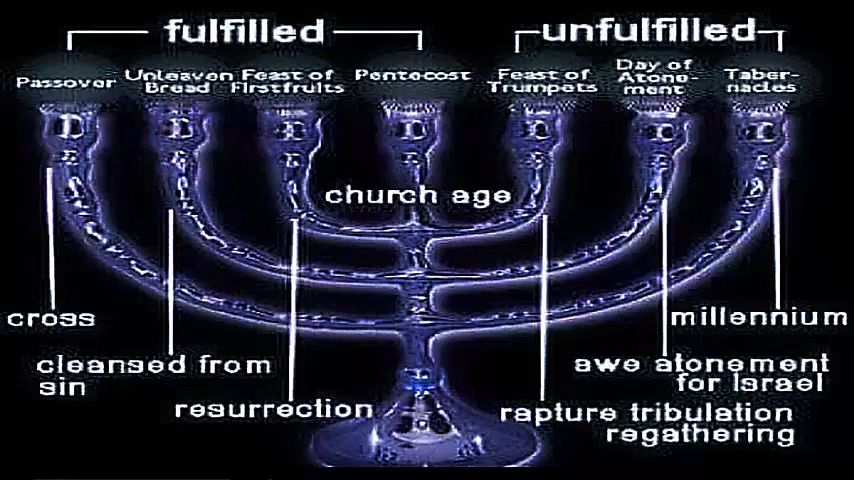 fulfilled
unfulfilled
Passover
Unleaven
Bread
Feast of
Firstfruits
Pentecost
Feast of
Trumpets
Day of
Atone-
ment
Taber-
nacles
church age
cross
cleansed from
sin
resurrection
rapture tribulation
regathering
awe atonement
for Israel
millennium